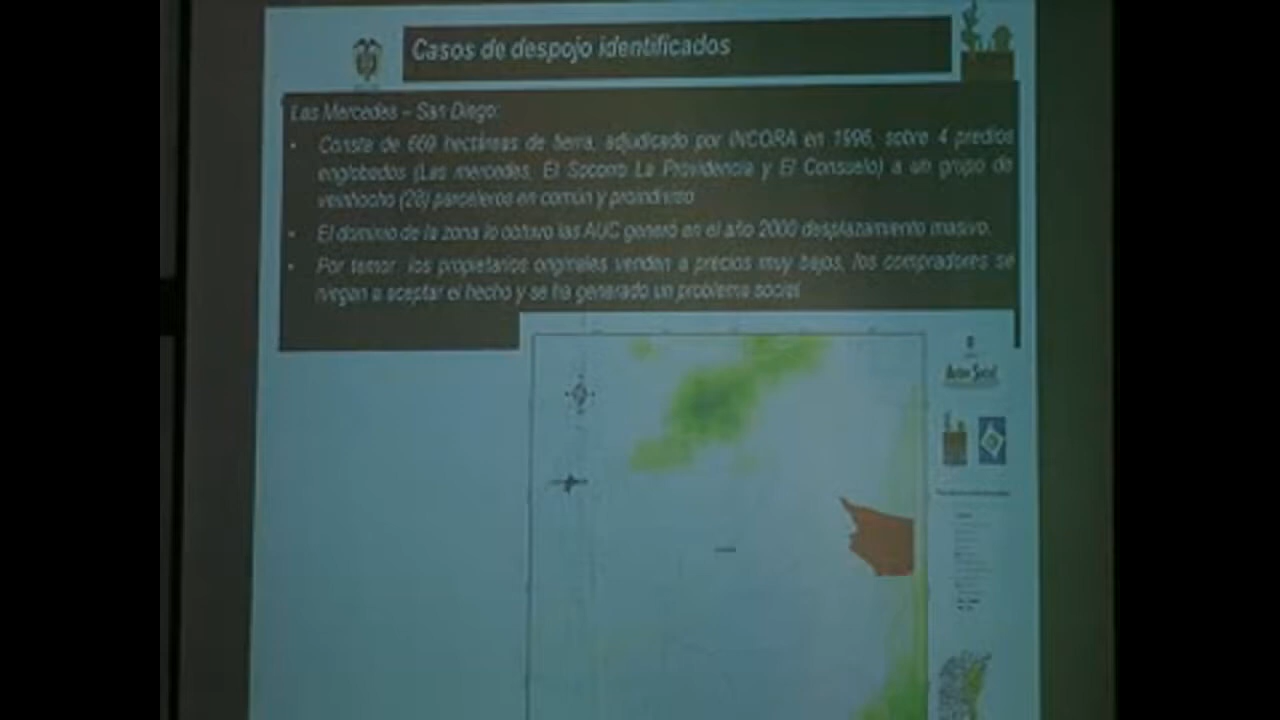 Casos de despojo identificados
Las Mercedes – San Diego:
• Consta de 669 hectáreas de tierra, adjudicado por INCORA en 1996, sobre 4 predios
englobados (Las mercedes, El Socorro La Providencia y El Consuelo) a un grupo de
veintiocho (28) parceleros en común y proindiviso
• El dominio de la zona lo obtuvo las AUC generó en el año 2000 desplazamiento masivo.
• Por temor los propietarios originales venden a precios muy bajos, los compradores se
niegan a aceptar el hecho y se ha generado un problema social
Acción Social